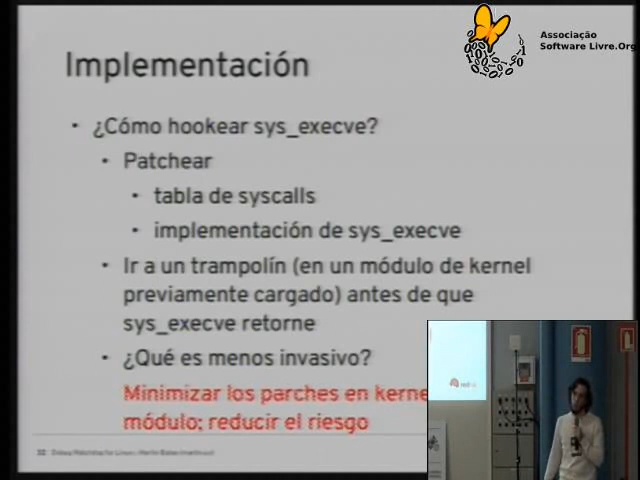 Associação
Software Livre.Org
Implementación
• ¿Cómo hookear sys_execve?
• Patchear
• tabla de syscalls
• implementación de sys_execve
• Ir a un trampolín (en un módulo de kernel
previamente cargado) antes de que
sys_execve retorne
• ¿Qué es menos invasivo?
Minimizar los parches en kerne
módulo; reducir el riesgo
32